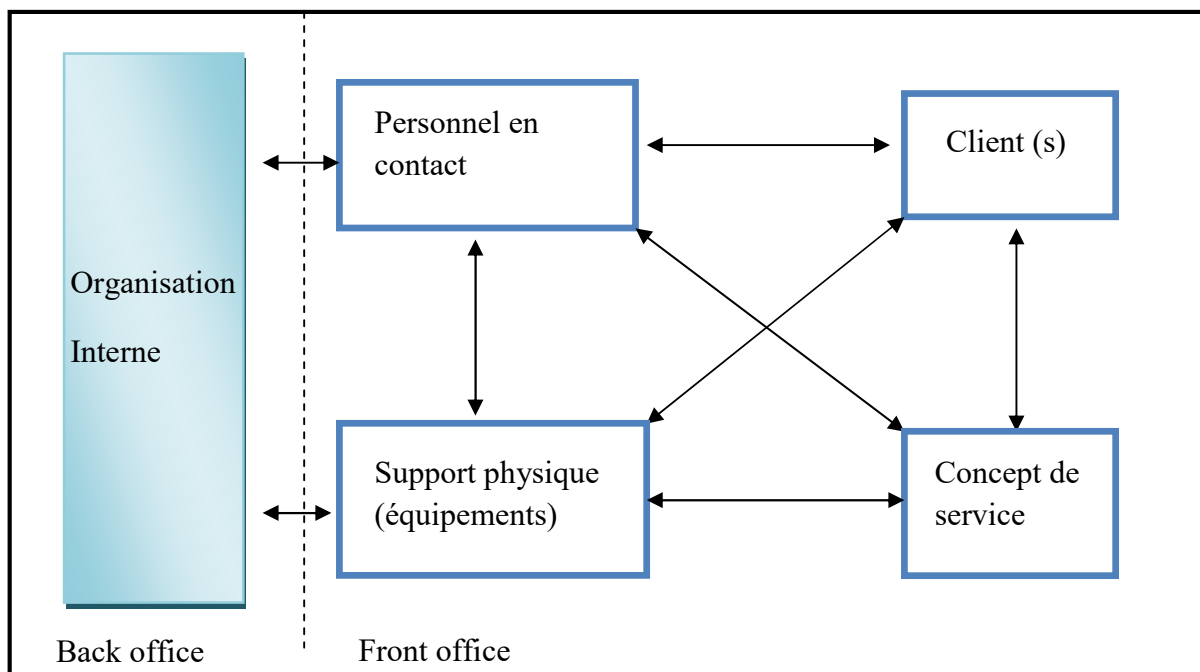 Organisation
Interne
Personnel en
contact
Client (s)
Support physique
(équipements)
Concept de
service
Back office
Front office